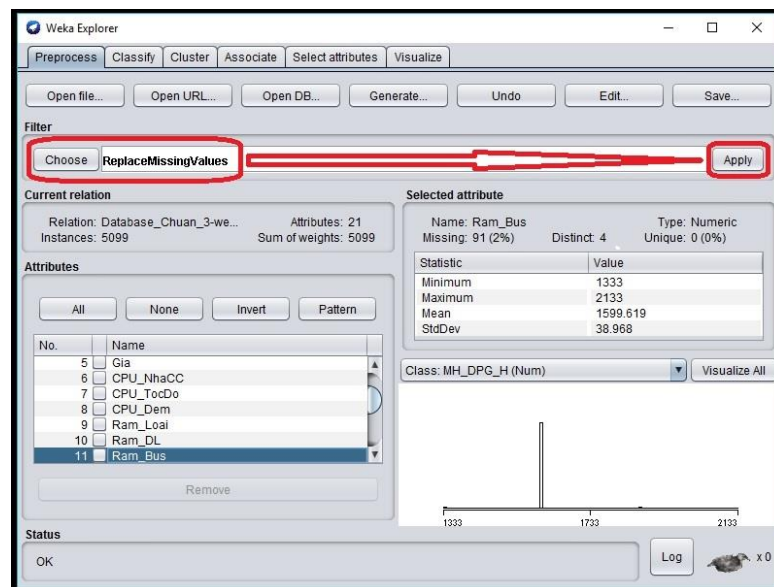 Weka Explorer
Preprocess Classify Cluster Associate Select attributes Visualize
Open file... Open URL... Open DB... Generate... Undo Edit... Save...
Filter
Choose ReplaceMissingValues Apply
Current relation
Relation: Database_Chuan_3-we... Attributes: 21
Instances: 5099 Sum of weights: 5099
Attributes
All None Invert Pattern
No. Name
5 Gia
6 CPU_NhaCC
7 CPU_TocDo
8 CPU_Dem
9 Ram_Loai
10 Ram_DL
11 Ram_Bus
Remove
Selected attribute
Name: Ram_Bus Type: Numeric
Missing: 91 (2%) Distinct: 4 Unique: 0 (0%)
Statistic Value
Minimum 1333
Maximum 2133
Mean 1599.619
StdDev 38.968
Class: MH_DPG_H (Num) Visualize All
1333 1733 2133
Status
OK Log x 0